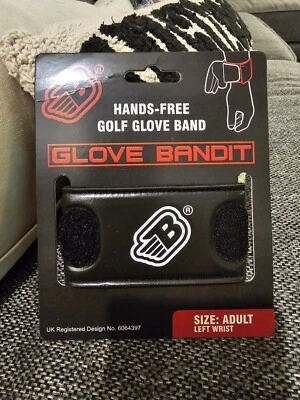 ®
HANDS-FREE
GOLF GLOVE BAND
GLOVE BANDIT
®
B
SIZE: ADULT
LEFT WRIST
UK Registered Design No. 6064397